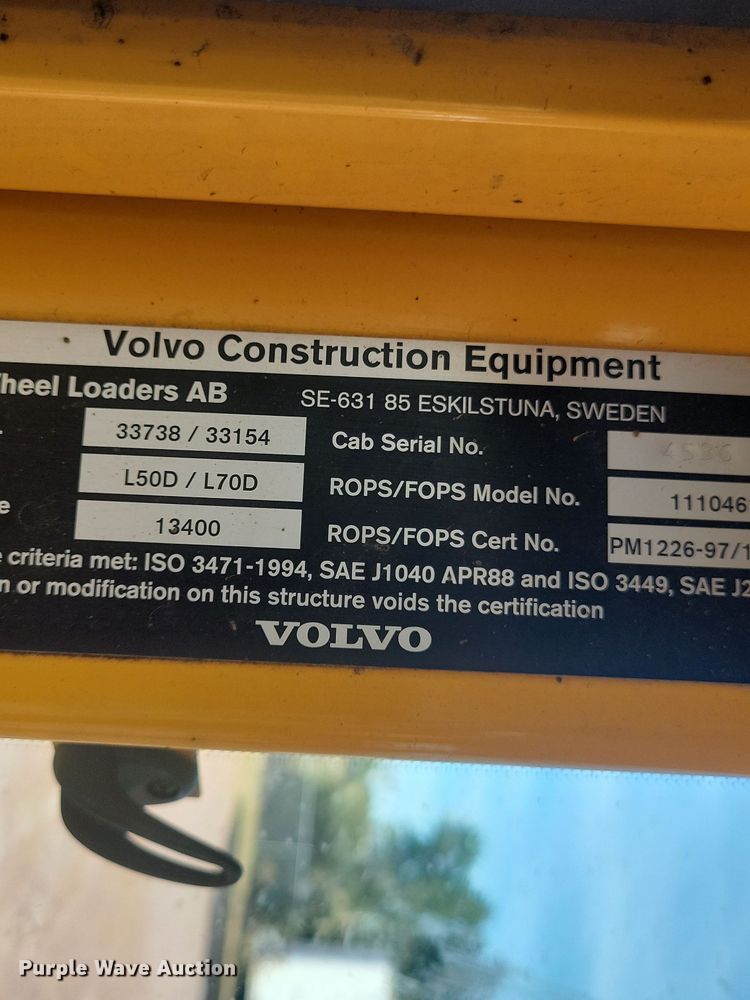 Volvo Construction Equipment
heel Loaders AB SE-631 85 ESKILSTUNA, SWEDEN
33738 / 33154 Cab Serial No.
L50D / L70D ROPS/FOPS Model No. 111046
e 13400 ROPS/FOPS Cert No. PM1226-97/1
e criteria met: ISO 3471-1994, SAE J1040 APR88 and ISO 3449, SAE J2
n or modification on this structure voids the certification
VOLVO
Purple Wave Auction